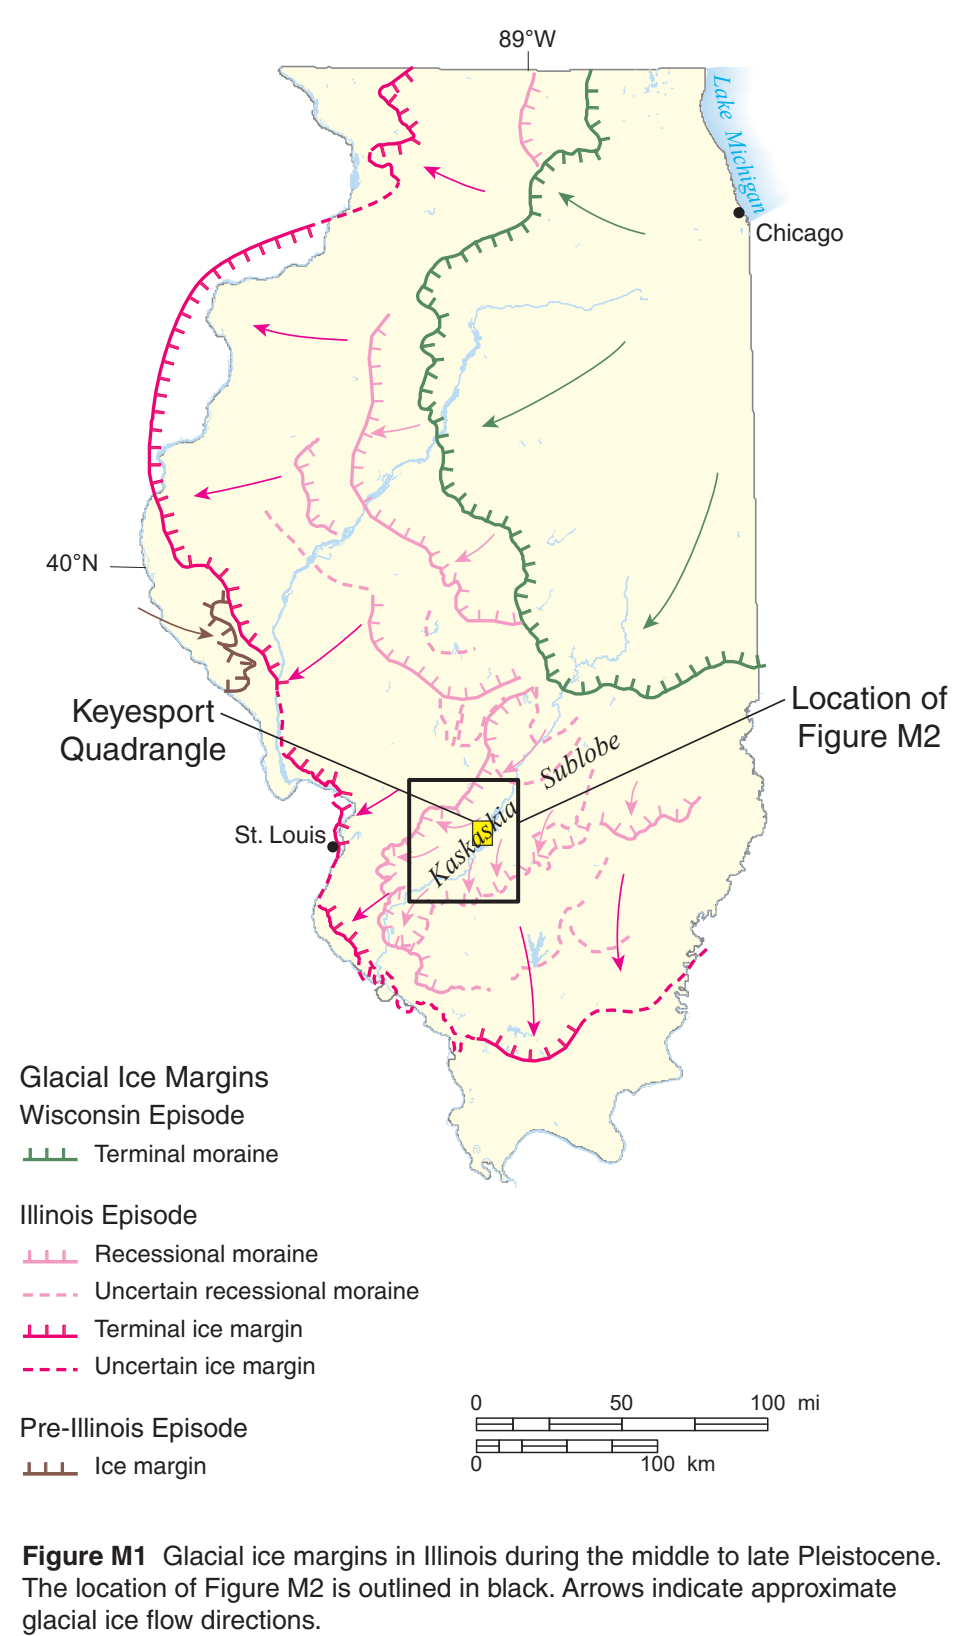 89°W
Lake Michigan
Chicago
40°N
Keyesport
Quadrangle
Location of
Figure M2
Kaskaskia Sublobe
St. Louis
Glacial Ice Margins
Wisconsin Episode
Terminal moraine
Illinois Episode
Recessional moraine
Uncertain recessional moraine
Terminal ice margin
Uncertain ice margin
Pre-Illinois Episode
Ice margin
0 50 100 mi
0 100 km
Figure M1 Glacial ice margins in Illinois during the middle to late Pleistocene.
The location of Figure M2 is outlined in black. Arrows indicate approximate
glacial ice flow directions.